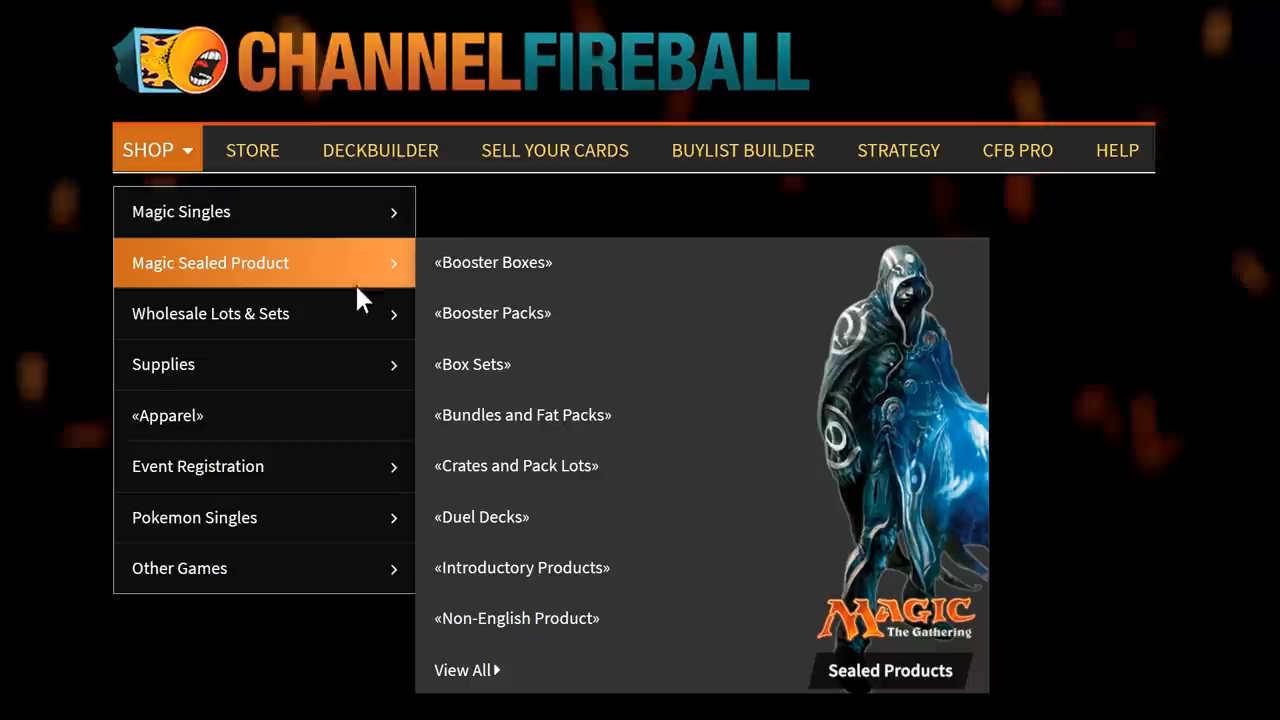 CHANNELFIREBALL
SHOP STORE DECKBUILDER SELL YOUR CARDS BUYLIST BUILDER STRATEGY CFB PRO HELP
Magic Singles
Magic Sealed Product
Wholesale Lots & Sets
Supplies
«Apparel»
Event Registration
Pokemon Singles
Other Games
«Booster Boxes»
«Booster Packs»
«Box Sets»
«Bundles and Fat Packs»
«Crates and Pack Lots»
«Duel Decks»
«Introductory Products»
«Non-English Product»
View All
MAGIC
The Gathering
Sealed Products